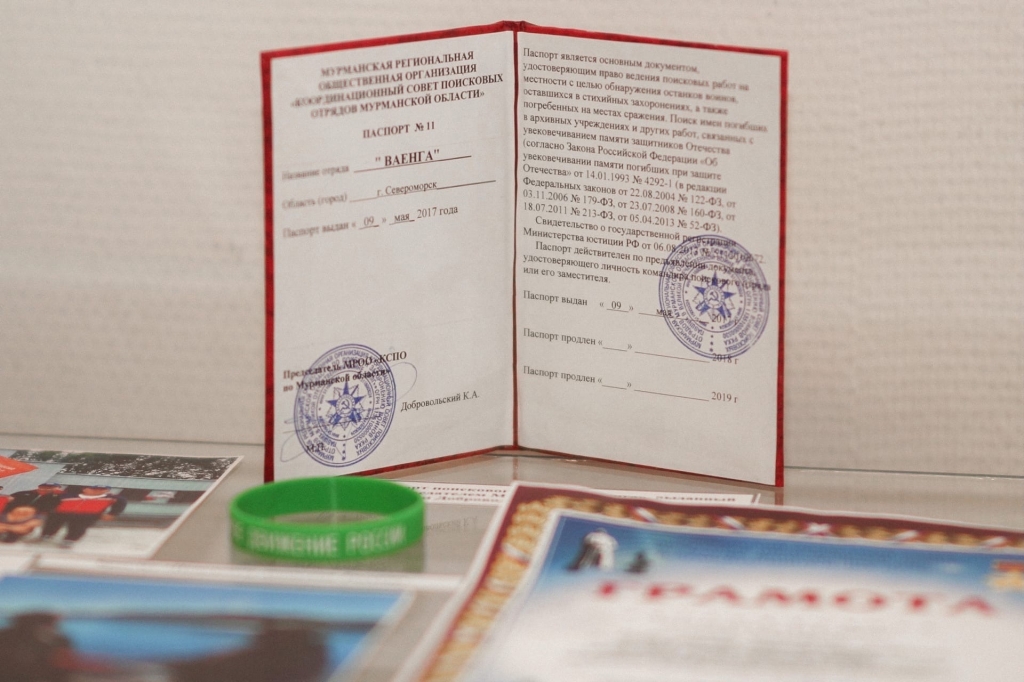 МУРМАНСКАЯ РЕГИОНАЛЬНАЯ
ОБЩЕСТВЕННАЯ ОРГАНИЗАЦИЯ
«КООРДИНАЦИОННЫЙ СОВЕТ ПОИСКОВЫХ
ОТРЯДОВ МУРМАНСКОЙ ОБЛАСТИ»
ПАСПОРТ № 11
Название отряда " ВАЕНГА"
Область (город) г. Североморск
Паспорт выдан « 09 » мая 2017 года
Председатель МРОО «КСПО
по Мурманской области»
Добровольский К.А.
Паспорт является основным документом,
удостоверяющим право ведения поисковых работ на
местности с целью обнаружения останков воинов,
оставшихся в стихийных захоронениях, а также
погребенных на местах сражения. Поиск имен погибших
в архивных учреждениях и других работ, связанных с
увековечиванием памяти защитников Отечества
(согласно Закона Российской Федерации «Об
увековечивании памяти погибших при защите
Отечества» от 14.01.1993 № 4292-1 (в редакции
Федеральных законов от 22.08.2004 № 122-ФЗ, от
03.11.2006 № 179-ФЗ, от 23.07.2008 № 160-ФЗ, от
18.07.2011 № 213-ФЗ, от 05.04.2013 № 52-ФЗ).
Свидетельство о государственной регистрации
Министерства юстиции РФ от 06.08
Паспорт действителен по предъявлении документа,
удостоверяющего личность командира поискового отряда
или его заместителя.
Паспорт выдан « 09 » мая
Паспорт продлен «____» ____________ 2018 г
Паспорт продлен «____» ____________ 2019 г
ДВИЖЕНИЕ РОССИИ
ГРАМОТА